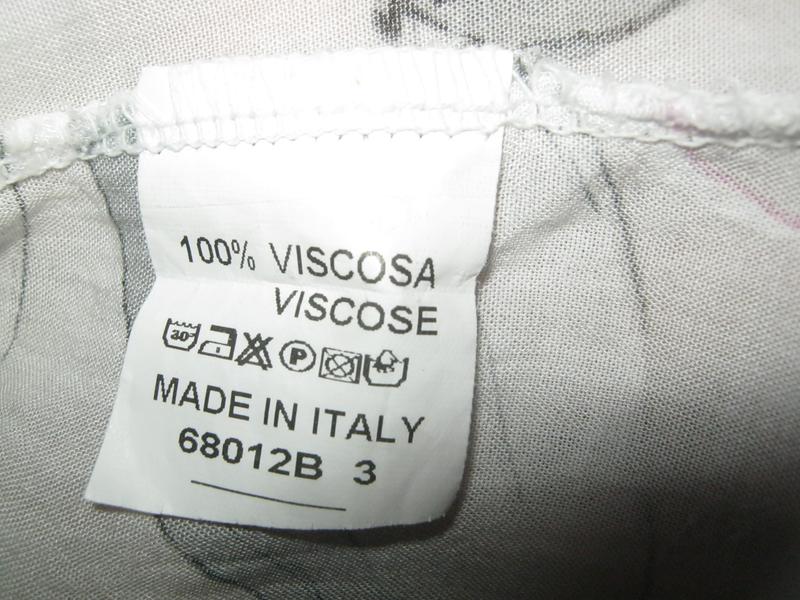 100% VISCOSA
VISCOSE
30° P
MADE IN ITALY
68012B 3